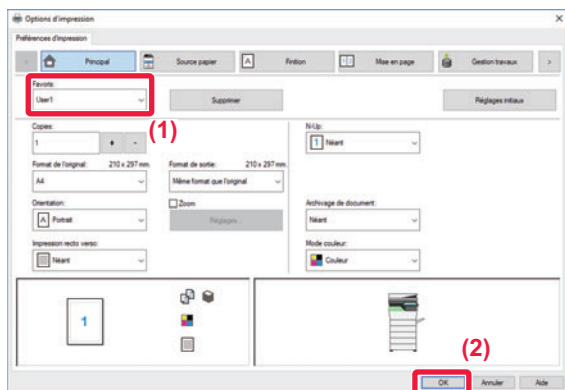 Options d'impression
Préférences d'impression
Principal Source papier Finition Mise en page Gestion travaux
Favoris:
User1 Supprimer Réglages initiaux
(1)
Copies: N-Up:
1 + - 1 Néant
Format de l'original: 210 x 297 mm. Format de sortie: 210 x 297 mm.
A4 Même format que l'original
Orientation: Zoom Archivage de document:
A Portrait Réglages... Néant
Impression recto verso: Mode couleur:
Néant Couleur
1
(2)
OK Annuler Aide